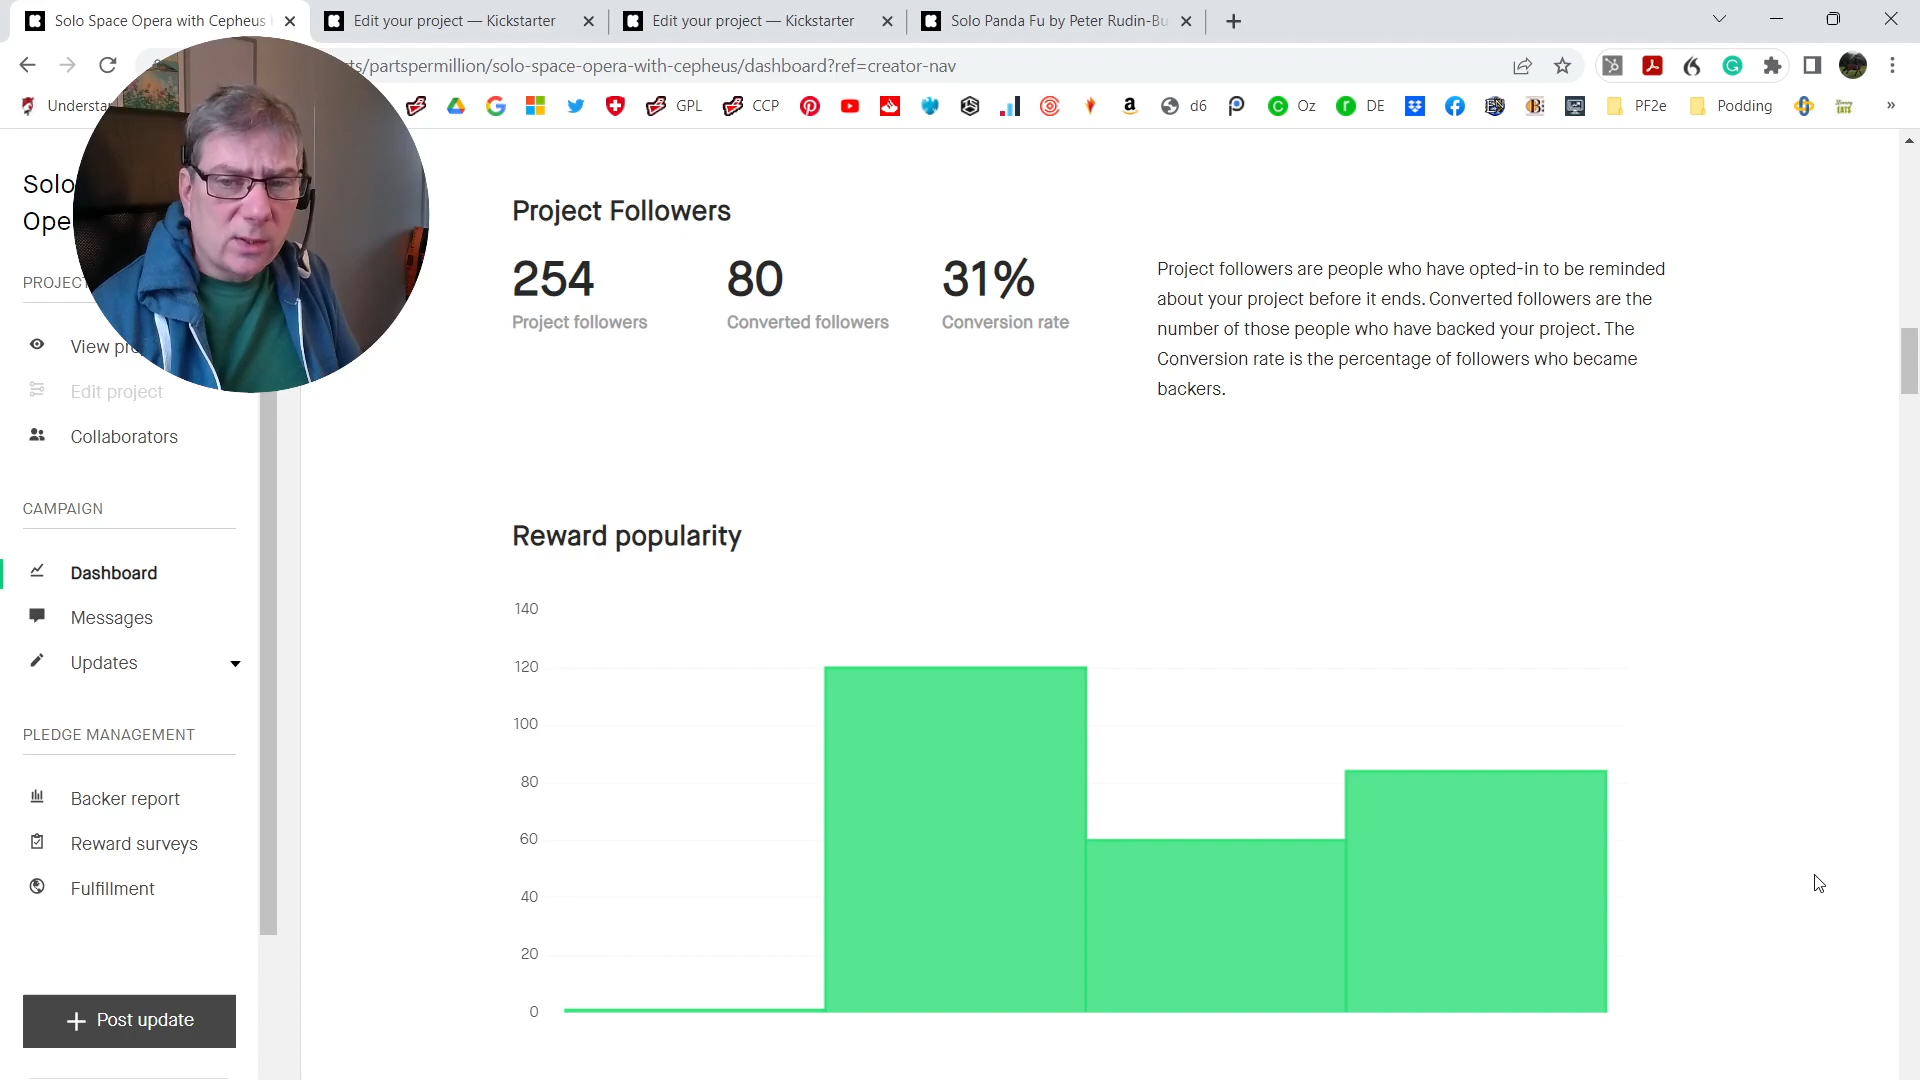 Solo Space Opera with Cepheus
Edit your project — Kickstarter
Edit your project — Kickstarter
Solo Panda Fu by Peter Rudin-Bu
ts/partspermillion/solo-space-opera-with-cepheus/dashboard?ref=creator-nav
Understa
GPL
CCP
d6
Oz
DE
PF2e
Podding
»
Solo
Ope
PROJECT
View pro
Edit project
Collaborators
CAMPAIGN
Dashboard
Messages
Updates
PLEDGE MANAGEMENT
Backer report
Reward surveys
Fulfillment
Post update
Project Followers
254
Project followers
80
Converted followers
31%
Conversion rate
Project followers are people who have opted-in to be reminded
about your project before it ends. Converted followers are the
number of those people who have backed your project. The
Conversion rate is the percentage of followers who became
backers.
Reward popularity
140
120
100
80
60
40
20
0